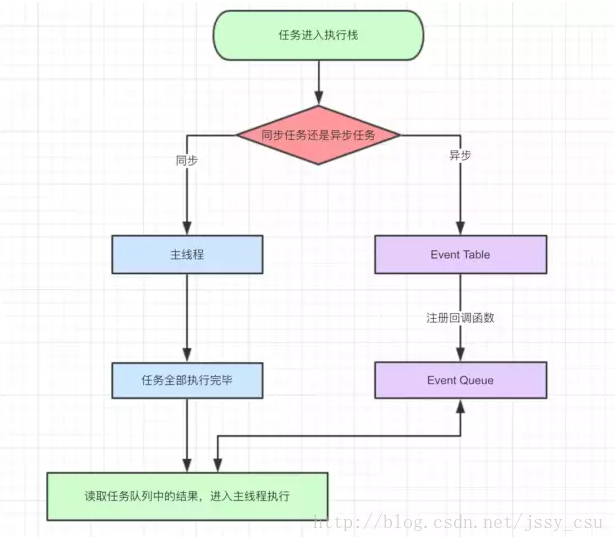 任务进入执行栈
同步任务还是异步任务
同步
异步
主线程
Event Table
注册回调函数
任务全部执行完毕
Event Queue
读取任务队列中的结果，进入主线程执行
http://blog.csdn.net/jssy_csu